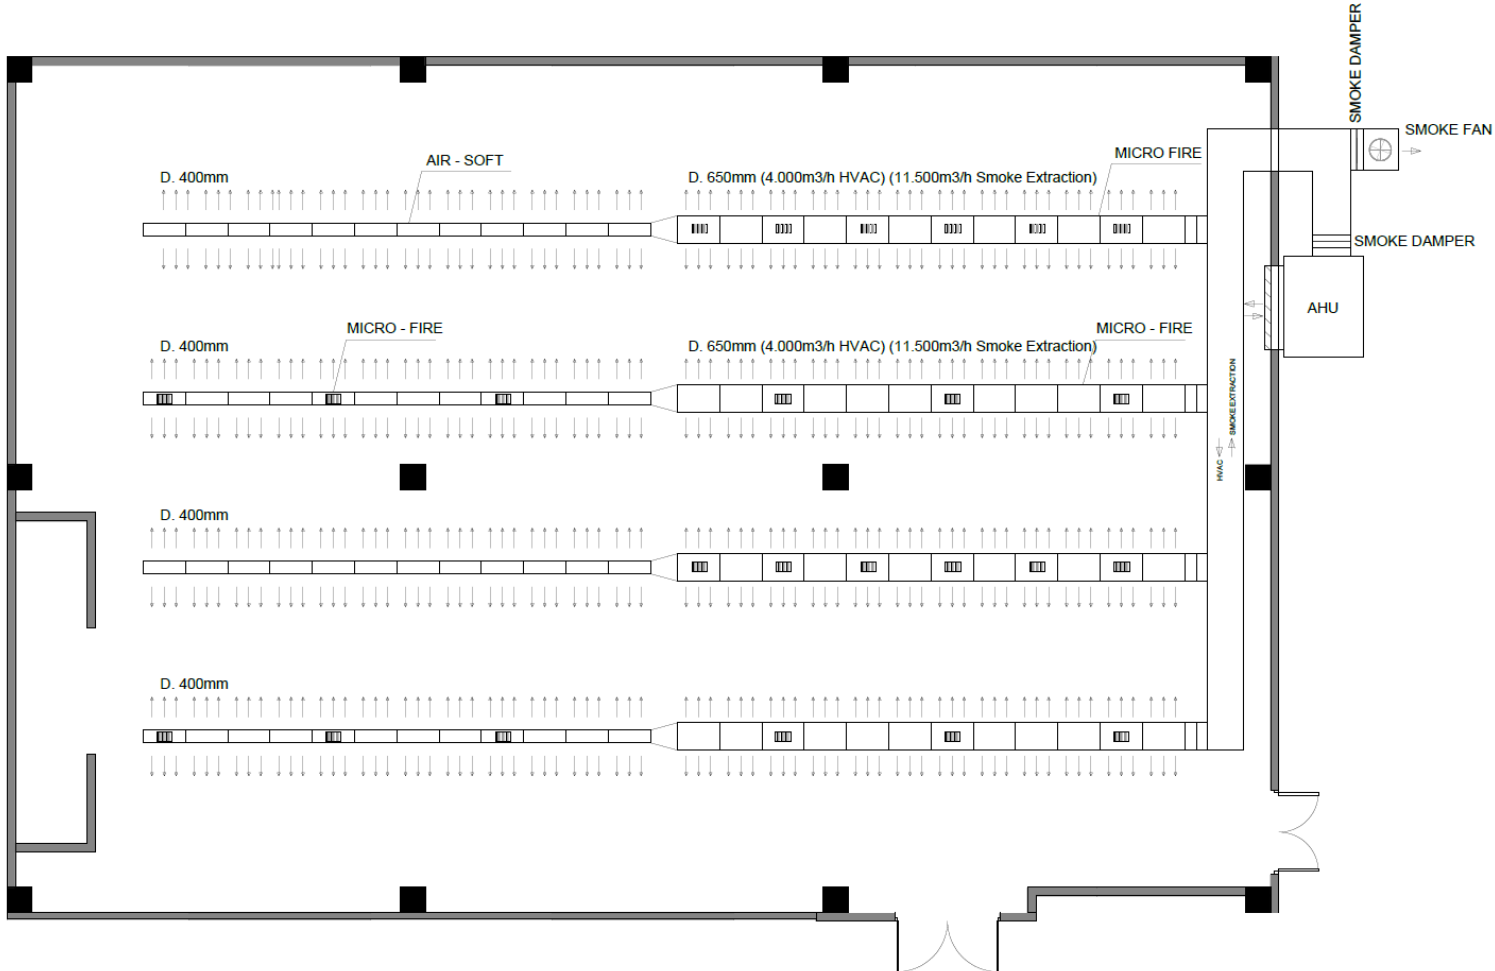 SMOKE DAMPER
SMOKE FAN
MICRO FIRE
AIR - SOFT
D. 400mm
D. 650mm (4.000m3/h HVAC) (11.500m3/h Smoke Extraction)
SMOKE DAMPER
AHU
MICRO - FIRE
MICRO - FIRE
D. 400mm
D. 650mm (4.000m3/h HVAC) (11.500m3/h Smoke Extraction)
SMOKE EXTRACTION
HVAC
D. 400mm
D. 400mm